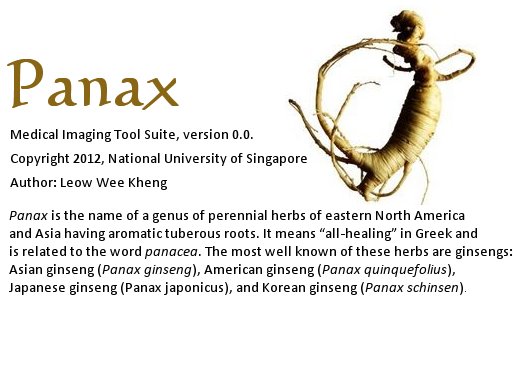 Panax
Medical Imaging Tool Suite, version 0.0.
Copyright 2012, National University of Singapore
Author: Leow Wee Kheng
Panax is the name of a genus of perennial herbs of eastern North America
and Asia having aromatic tuberous roots. It means “all-healing” in Greek and
is related to the word panacea. The most well known of these herbs are ginsengs:
Asian ginseng (Panax ginseng), American ginseng (Panax quinquefolius),
Japanese ginseng (Panax japonicus), and Korean ginseng (Panax schinsen).